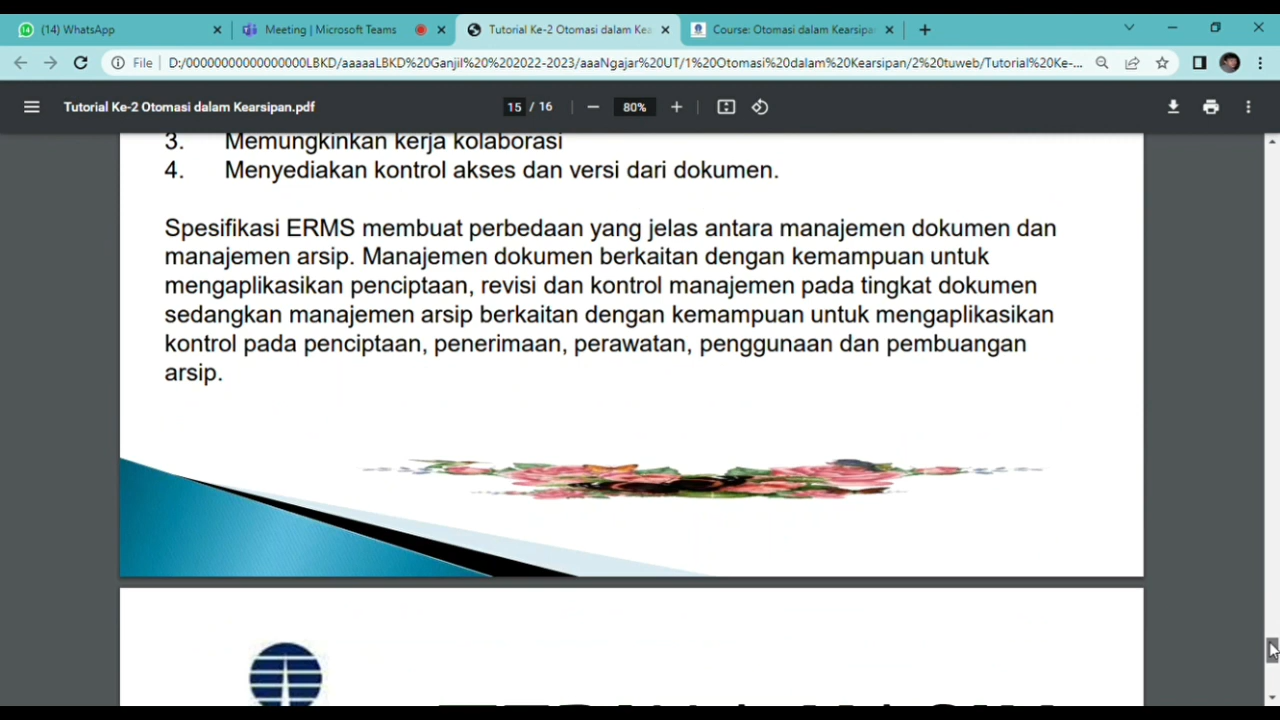 (14) WhatsApp
Meeting | Microsoft Teams
Tutorial Ke-2 Otomasi dalam Kea
Course: Otomasi dalam Kearsipa
File
D:/00000000000000000LBKD/aaaaaLBKD%20Ganjil%20%202022-2023/aaaNgajar%20UT/1%20Otomasi%20dalam%20Kearsipan/2%20tuweb/Tutorial%20Ke-...
Tutorial Ke-2 Otomasi dalam Kearsipan.pdf
15 / 16
80%
3. Memungkinkan kerja kolaborasi
4. Menyediakan kontrol akses dan versi dari dokumen.
Spesifikasi ERMS membuat perbedaan yang jelas antara manajemen dokumen dan
manajemen arsip. Manajemen dokumen berkaitan dengan kemampuan untuk
mengaplikasikan penciptaan, revisi dan kontrol manajemen pada tingkat dokumen
sedangkan manajemen arsip berkaitan dengan kemampuan untuk mengaplikasikan
kontrol pada penciptaan, penerimaan, perawatan, penggunaan dan pembuangan
arsip.